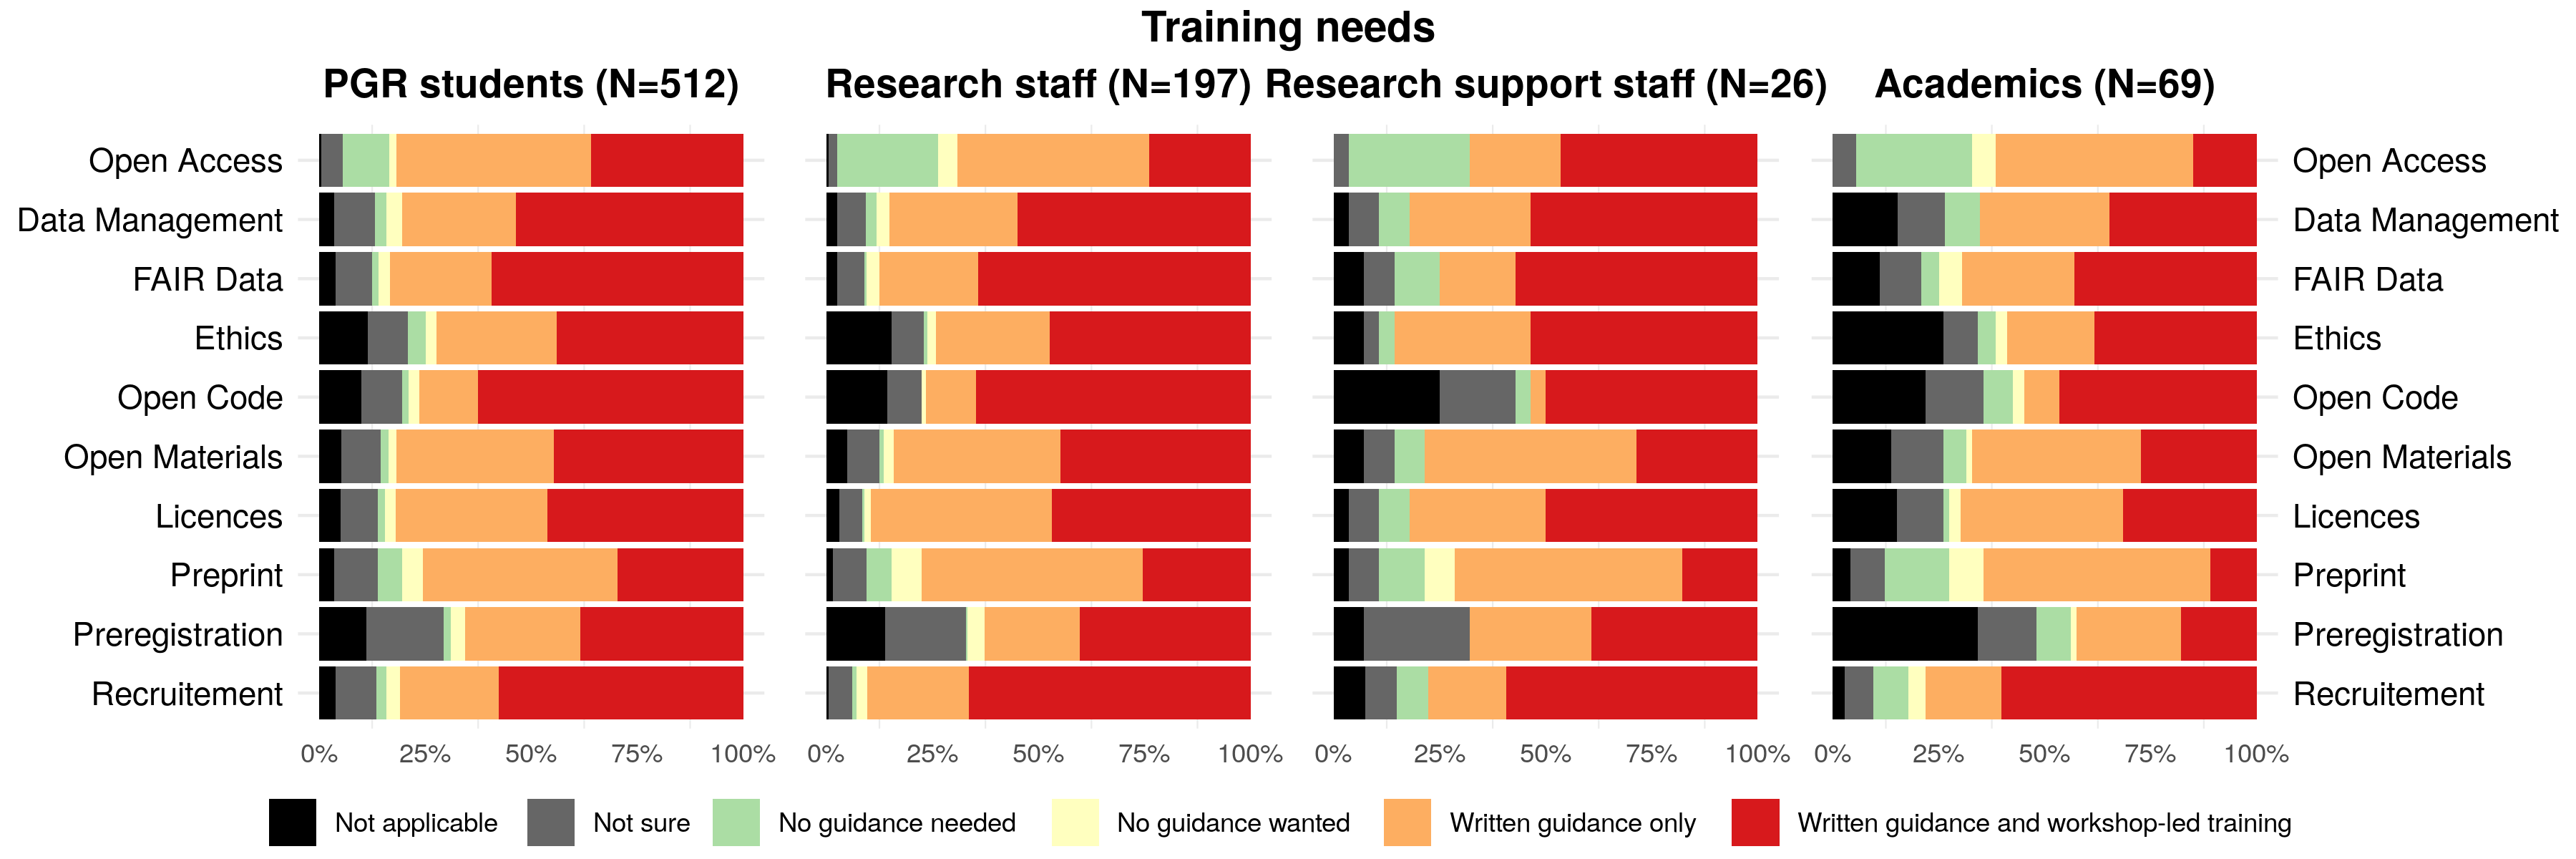 Training needs
PGR students (N=512)
Research staff (N=197)
Research support staff (N=26)
Academics (N=69)
Open Access
Data Management
FAIR Data
Ethics
Open Code
Open Materials
Licences
Preprint
Preregistration
Recruitement
Open Access
Data Management
FAIR Data
Ethics
Open Code
Open Materials
Licences
Preprint
Preregistration
Recruitement
0% 25% 50% 75% 100%
0% 25% 50% 75% 100%
0% 25% 50% 75% 100%
0% 25% 50% 75% 100%
Not applicable
Not sure
No guidance needed
No guidance wanted
Written guidance only
Written guidance and workshop-led training